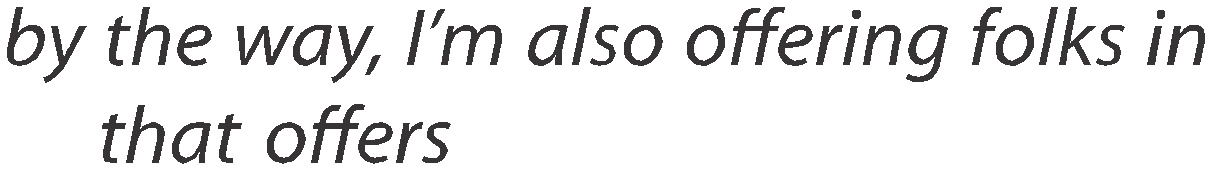 by the way, I’m also offering folks in
that offers